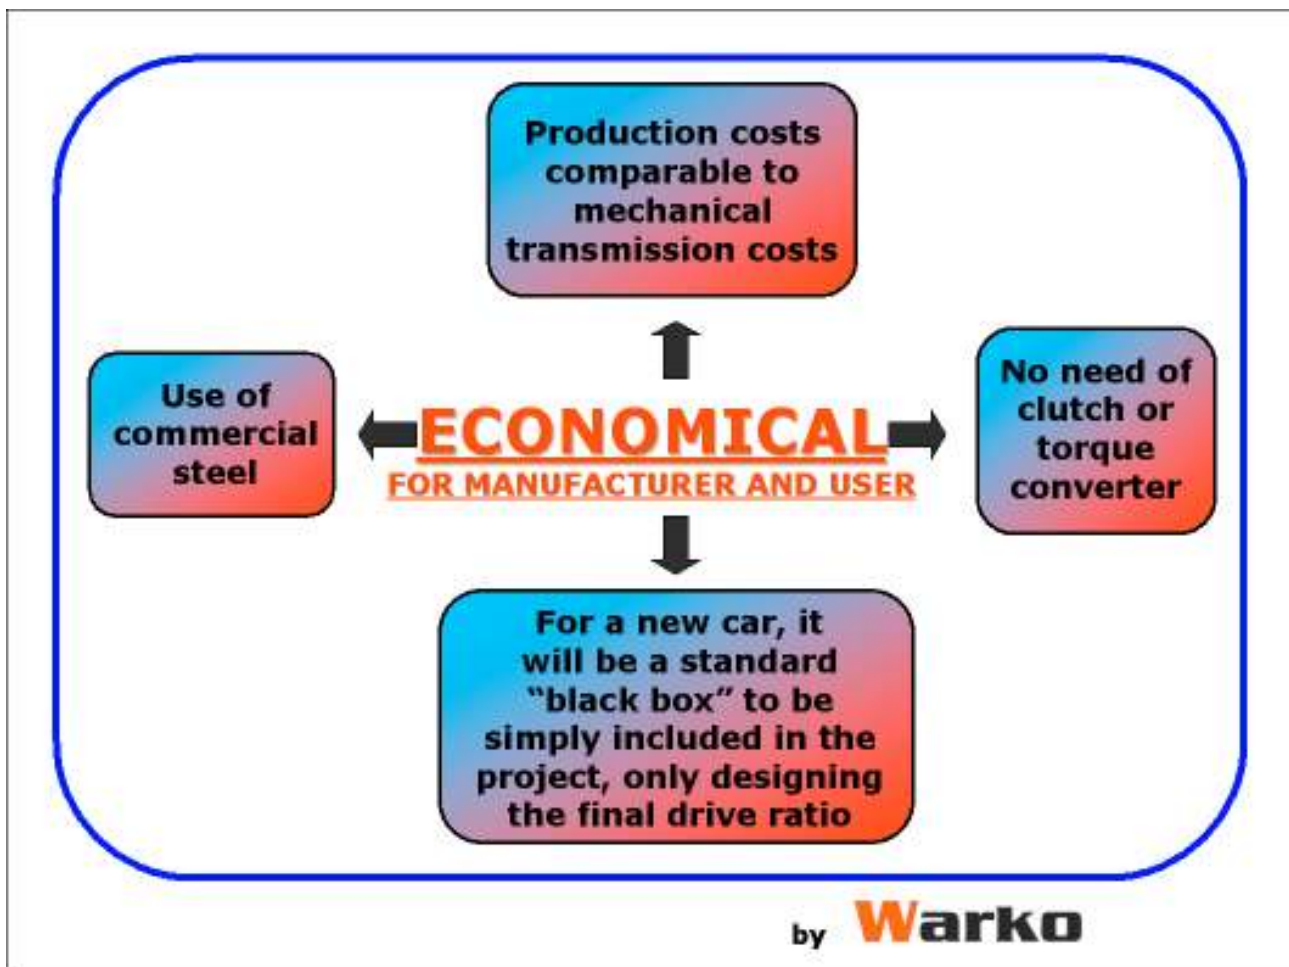 Production costs
comparable to
mechanical
transmission costs
Use of
commercial
steel
ECONOMICAL
FOR MANUFACTURER AND USER
No need of
clutch or
torque
converter
For a new car, it
will be a standard
“black box” to be
simply included in the
project, only designing
the final drive ratio
by Warko